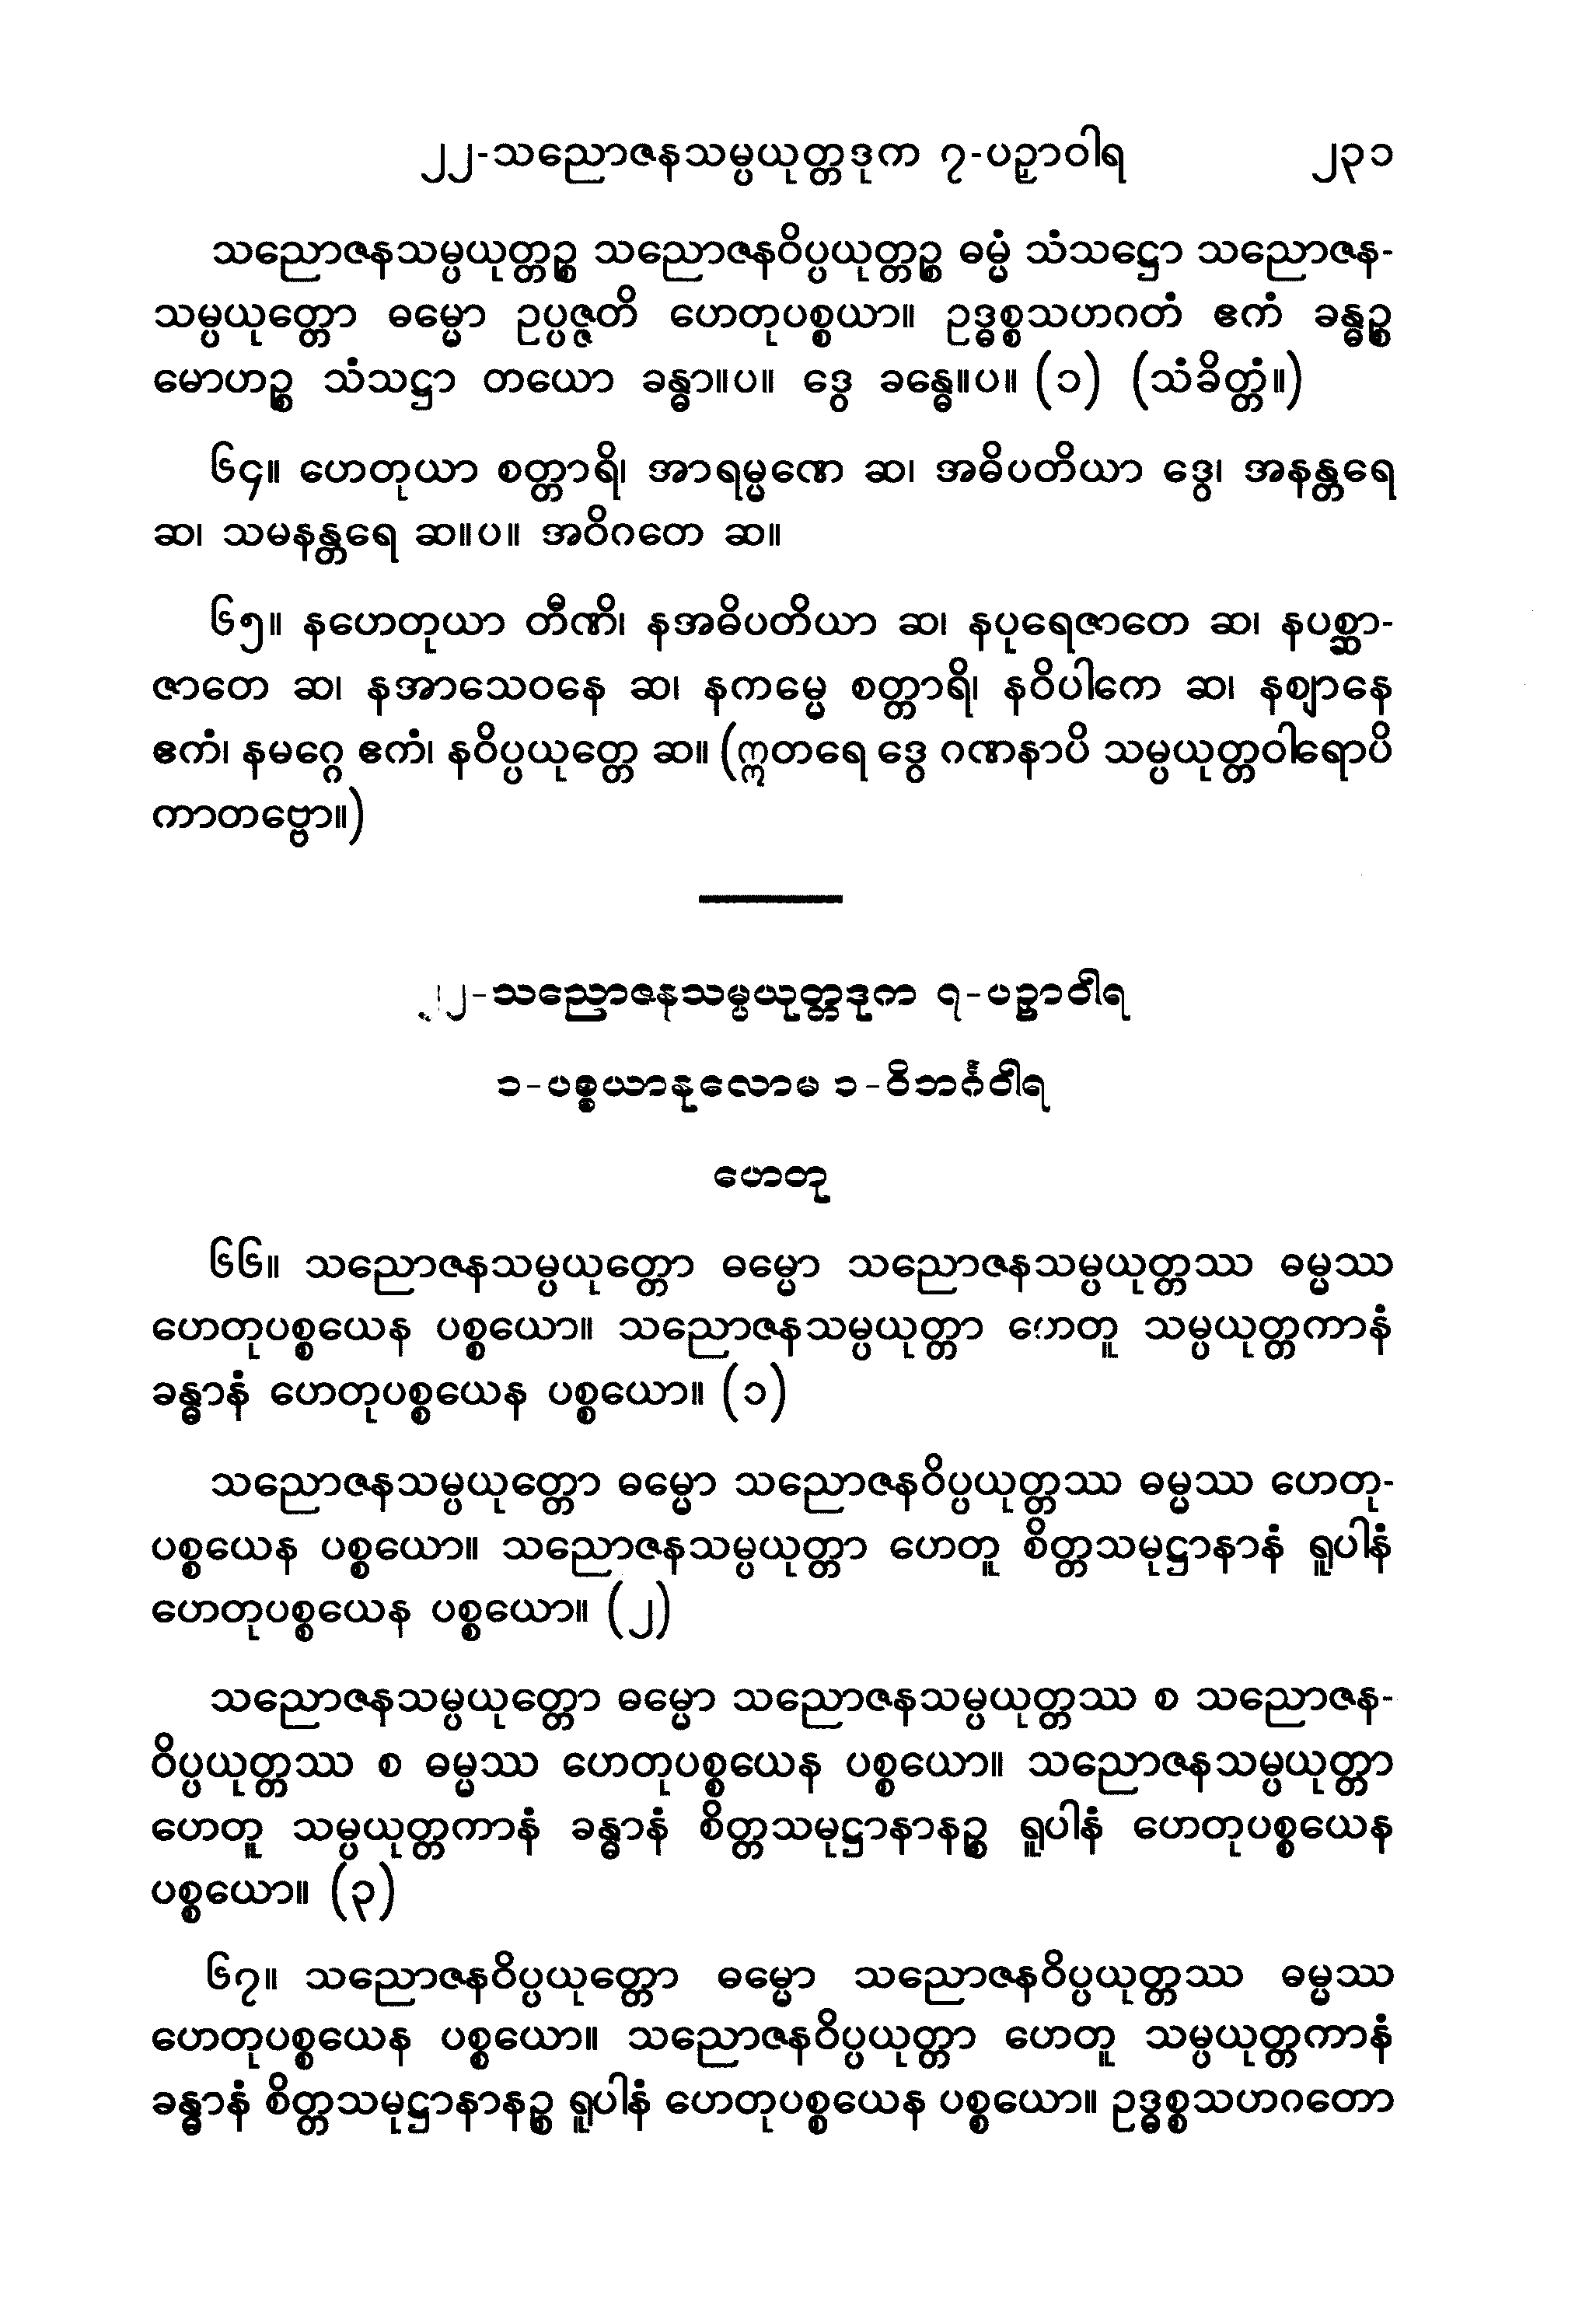 ၂၂-သညောဇနသမ္ပယုတ္တဒုက ၇-ပဉှာဝါရ ၂၃၁
သညောဇနသမ္ပယုတ္တဉ္စ သညောဇနဝိပ္ပယုတ္တဉ္စ ဓမ္မံ သံသဋ္ဌော သညောဇန-
သမ္ပယုတ္တော ဓမ္မော ဥပ္ပဇ္ဇတိ ဟေတုပစ္စယာ။ ဥဒ္ဓစ္စသဟဂတံ ဧကံ ခန္ဓဉ္စ
မောဟဉ္စ သံသဋ္ဌာ တယော ခန္ဓာ။ပ။ ဒွေ ခန္ဓေ။ပ။ (၁) (သံခိတ္တံ။)
၆၄။ ဟေတုယာ စတ္တာရိ၊ အာရမ္မဏေ ဆ၊ အဓိပတိယာ ဒွေ၊ အနန္တရေ
ဆ၊ သမနန္တရေ ဆ။ပ။ အဝိဂတေ ဆ။
၆၅။ နဟေတုယာ တီဏိ၊ နအဓိပတိယာ ဆ၊ နပုရေဇာတေ ဆ၊ နပစ္ဆာ-
ဇာတေ ဆ၊ နအာသေဝနေ ဆ၊ နကမ္မေ စတ္တာရိ၊ နဝိပါကေ ဆ၊ နဈာနေ
ဧကံ၊ နမဂ္ဂေ ဧကံ၊ နဝိပ္ပယုတ္တေ ဆ။ (ဣတရေ ဒွေ ဂဏနာပိ သမ္ပယုတ္တဝါရောပိ
ကာတဗ္ဗော။)
၂-သညောဇနသမ္ပယုတ္တဒုက ၇-ပဉှာဝါရ
၁-ပစ္စယာနုလောမ ၁-ဝိဘင်္ဂဝါရ
ဟေတု
၆၆။ သညောဇနသမ္ပယုတ္တော ဓမ္မော သညောဇနသမ္ပယုတ္တဿ ဓမ္မဿ
ဟေတုပစ္စယေန ပစ္စယော။ သညောဇနသမ္ပယုတ္တာ ဟေတူ သမ္ပယုတ္တကာနံ
ခန္ဓာနံ ဟေတုပစ္စယေန ပစ္စယော။ (၁)
သညောဇနသမ္ပယုတ္တော ဓမ္မော သညောဇနဝိပ္ပယုတ္တဿ ဓမ္မဿ ဟေတု-
ပစ္စယေန ပစ္စယော။ သညောဇနသမ္ပယုတ္တာ ဟေတူ စိတ္တသမုဋ္ဌာနာနံ ရူပါနံ
ဟေတုပစ္စယေန ပစ္စယော။ (၂)
သညောဇနသမ္ပယုတ္တော ဓမ္မော သညောဇနသမ္ပယုတ္တဿ စ သညောဇန-
ဝိပ္ပယုတ္တဿ စ ဓမ္မဿ ဟေတုပစ္စယေန ပစ္စယော။ သညောဇနသမ္ပယုတ္တာ
ဟေတူ သမ္ပယုတ္တကာနံ ခန္ဓာနံ စိတ္တသမုဋ္ဌာနာနဉ္စ ရူပါနံ ဟေတုပစ္စယေန
ပစ္စယော။ (၃)
၆၇။ သညောဇနဝိပ္ပယုတ္တော ဓမ္မော သညောဇနဝိပ္ပယုတ္တဿ ဓမ္မဿ
ဟေတုပစ္စယေန ပစ္စယော။ သညောဇနဝိပ္ပယုတ္တာ ဟေတူ သမ္ပယုတ္တကာနံ
ခန္ဓာနံ စိတ္တသမုဋ္ဌာနာနဉ္စ ရူပါနံ ဟေတုပစ္စယေန ပစ္စယော။ ဥဒ္ဓစ္စသဟဂတော